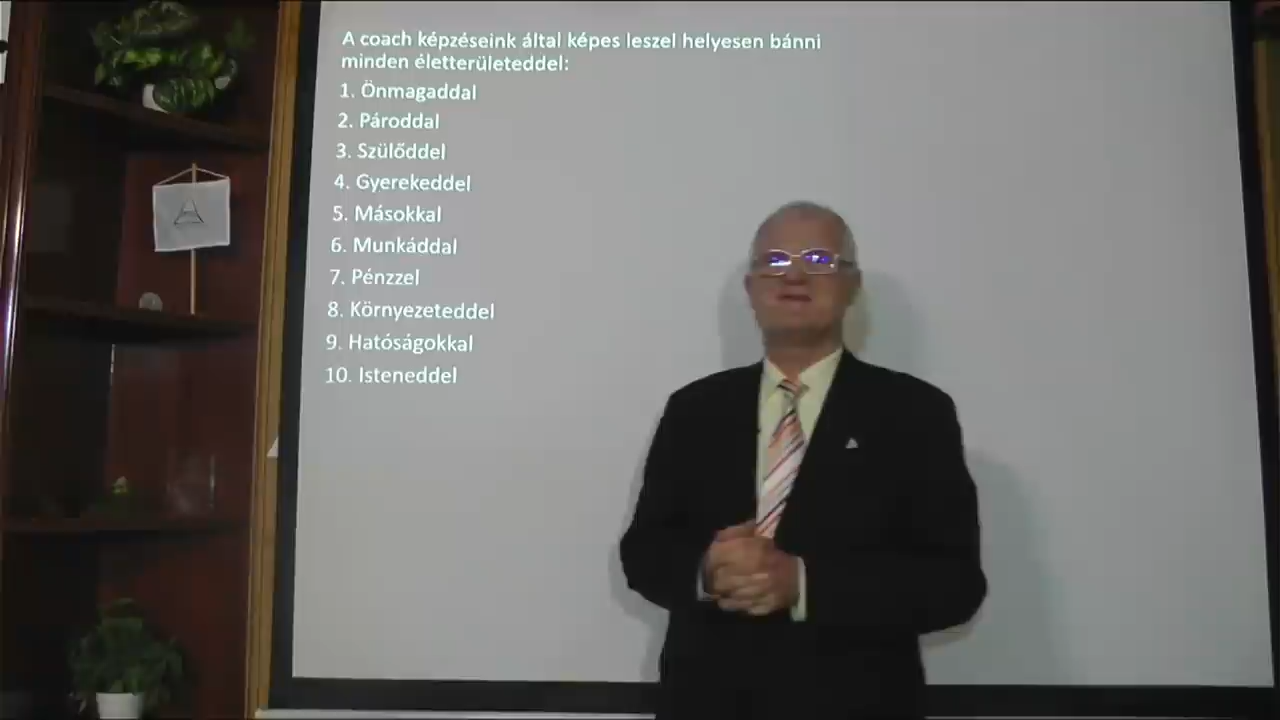 A coach képzéseink által képes leszel helyesen bánni
minden életterületeddel:
1. Önmagaddal
2. Pároddal
3. Szülőddel
4. Gyerekeddel
5. Másokkal
6. Munkáddal
7. Pénzzel
8. Környezeteddel
9. Hatóságokkal
10. Isteneddel